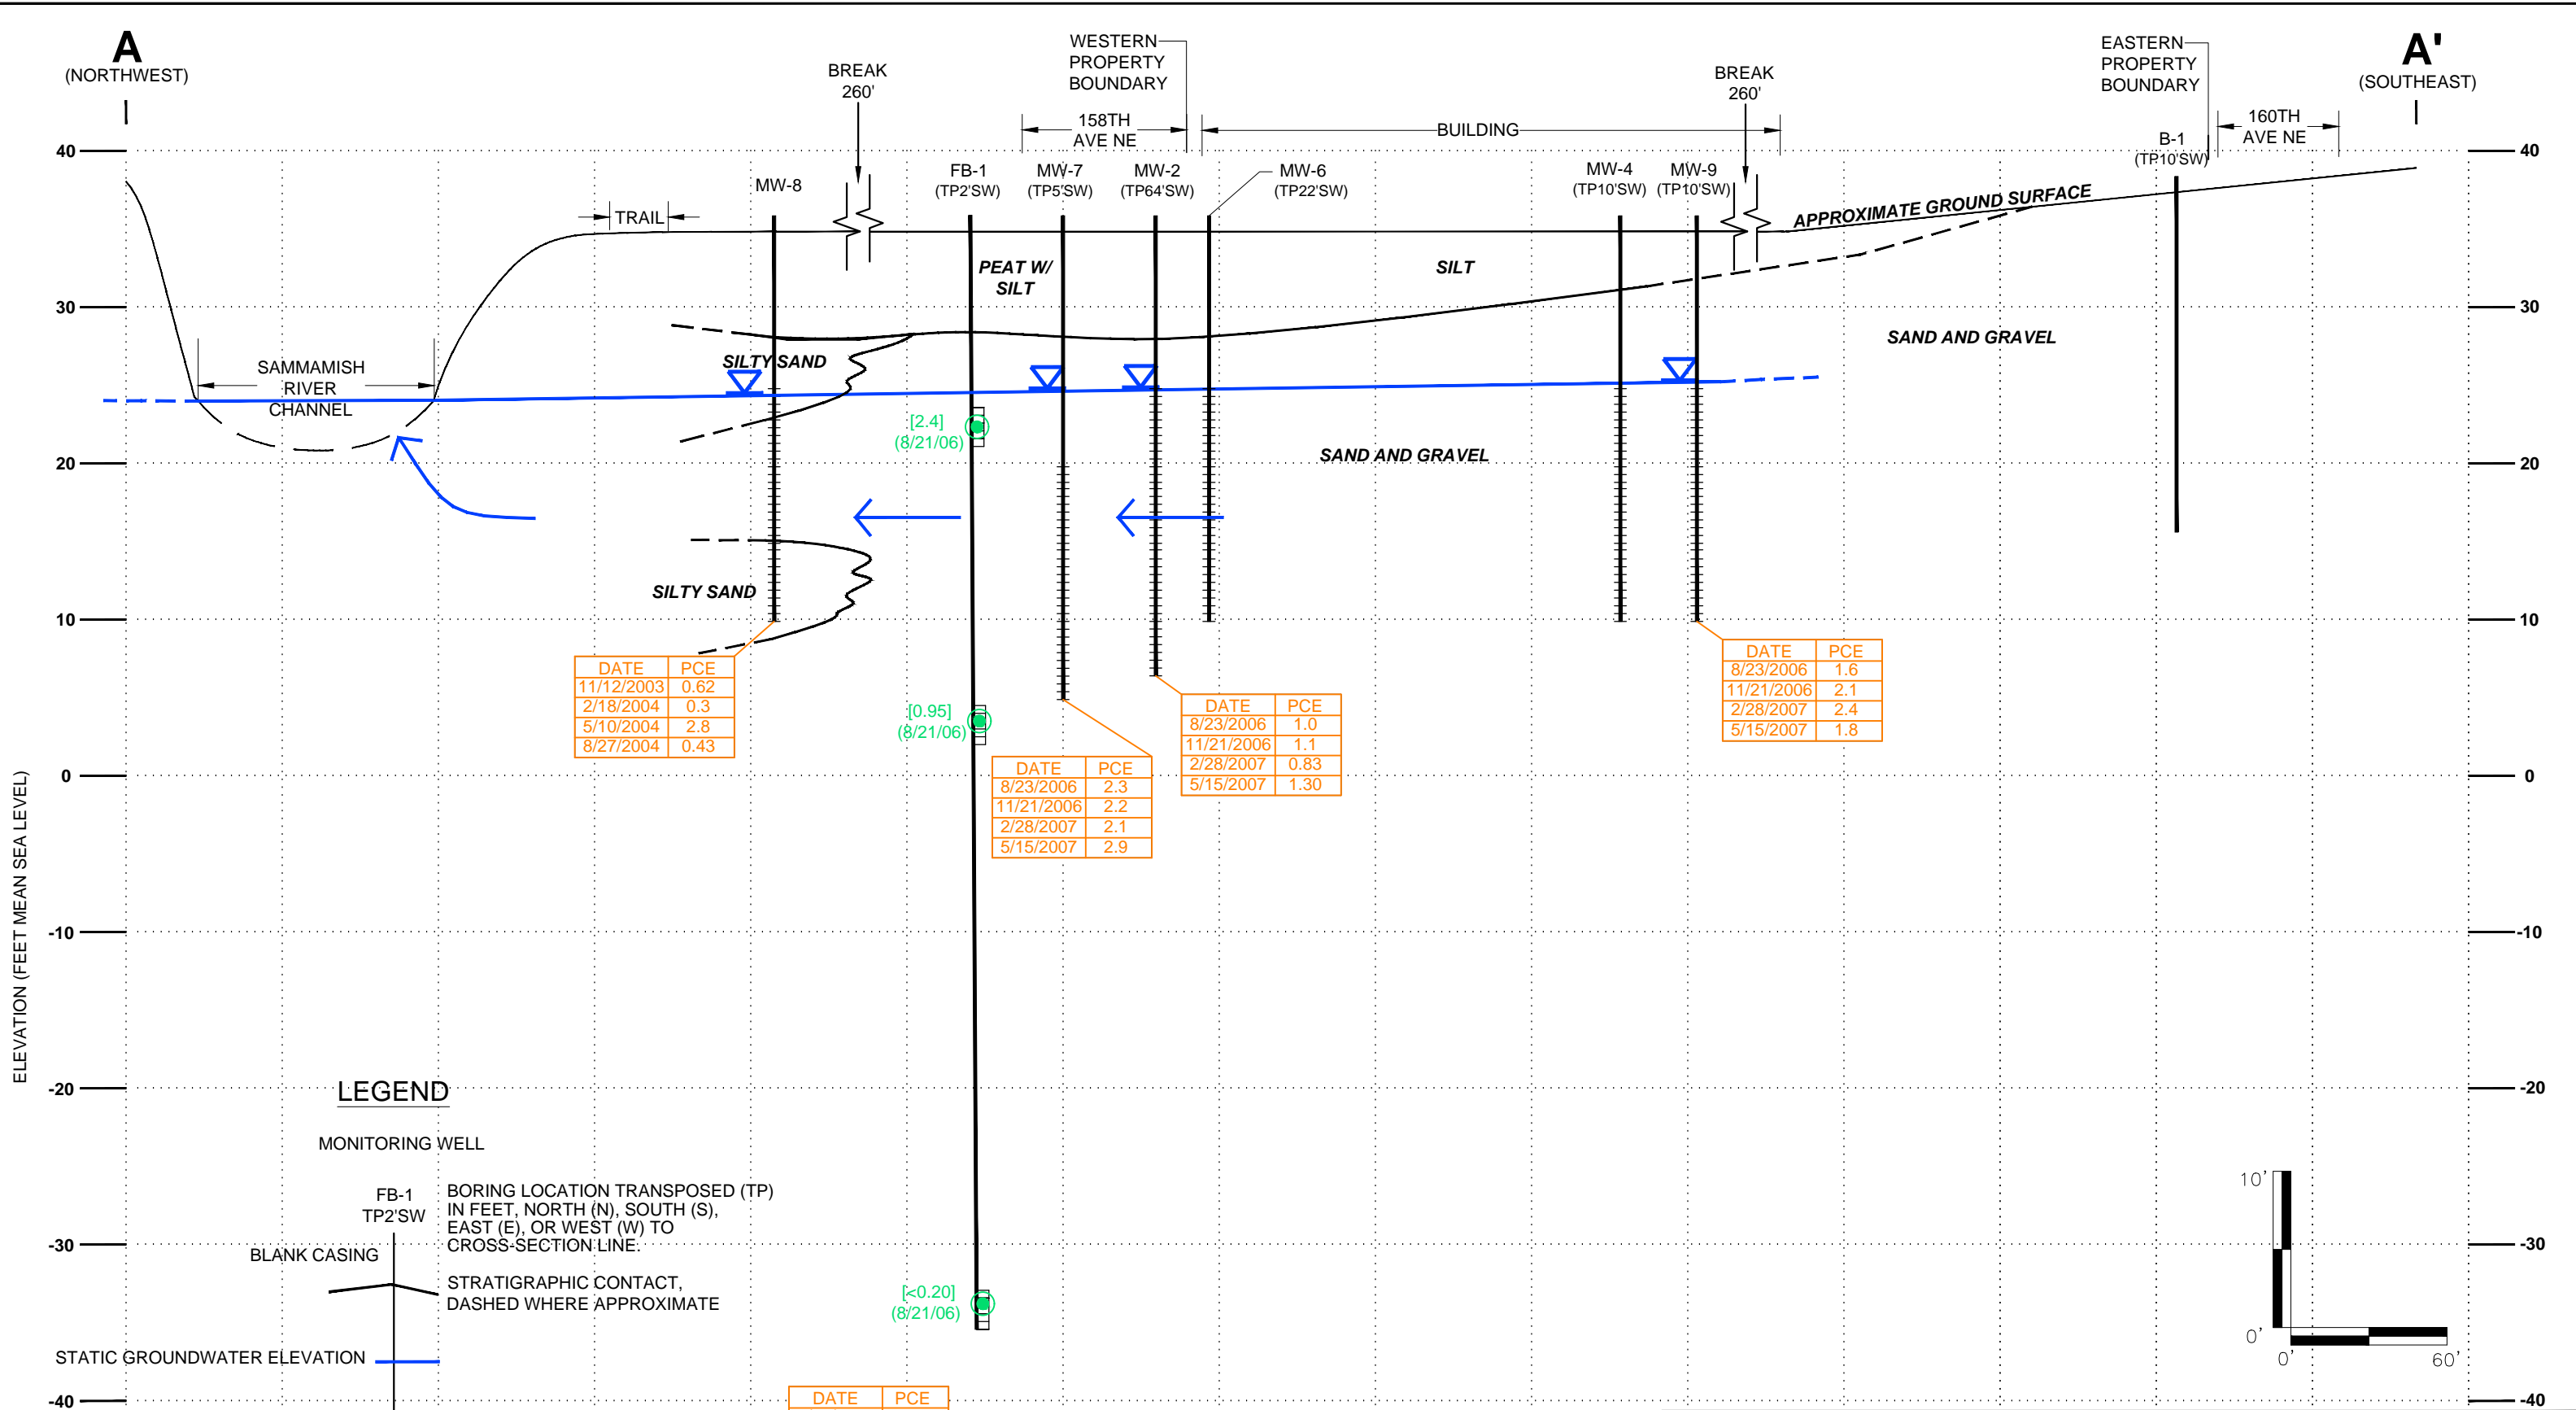 A
(NORTHWEST)
BREAK
260'
WESTERN
PROPERTY
BOUNDARY
158TH
AVE NE
BUILDING
BREAK
260'
EASTERN
PROPERTY
BOUNDARY
160TH
AVE NE
A'
(SOUTHEAST)
40
40
TRAIL
MW-8
FB-1
(TP2'SW)
MW-7
(TP5'SW)
MW-2
(TP64'SW)
MW-6
(TP22'SW)
MW-4
(TP10'SW)
MW-9
(TP10'SW)
B-1
(TP10'SW)
APPROXIMATE GROUND SURFACE
PEAT W/
SILT
SILT
30
30
SAND AND GRAVEL
SAMMAMISH
RIVER
CHANNEL
SILTY SAND
[2.4]
(8/21/06)
20
20
SAND AND GRAVEL
SILTY SAND
10
10
DATE PCE
11/12/2003 0.62
2/18/2004 0.3
5/10/2004 2.8
8/27/2004 0.43
[0.95]
(8/21/06)
DATE PCE
8/23/2006 2.3
11/21/2006 2.2
2/28/2007 2.1
5/15/2007 2.9
DATE PCE
8/23/2006 1.0
11/21/2006 1.1
2/28/2007 0.83
5/15/2007 1.30
DATE PCE
8/23/2006 1.6
11/21/2006 2.1
2/28/2007 2.4
5/15/2007 1.8
0
0
ELEVATION (FEET MEAN SEA LEVEL)
-10
-10
-20
-20
LEGEND
MONITORING WELL
FB-1
TP2'SW
BORING LOCATION TRANSPOSED (TP)
IN FEET, NORTH (N), SOUTH (S),
EAST (E), OR WEST (W) TO
CROSS-SECTION LINE.
-30
-30
BLANK CASING
STRATIGRAPHIC CONTACT,
DASHED WHERE APPROXIMATE
STATIC GROUNDWATER ELEVATION
[<0.20]
(8/21/06)
10'
0'
0'
60'
-40
-40
DATE PCE